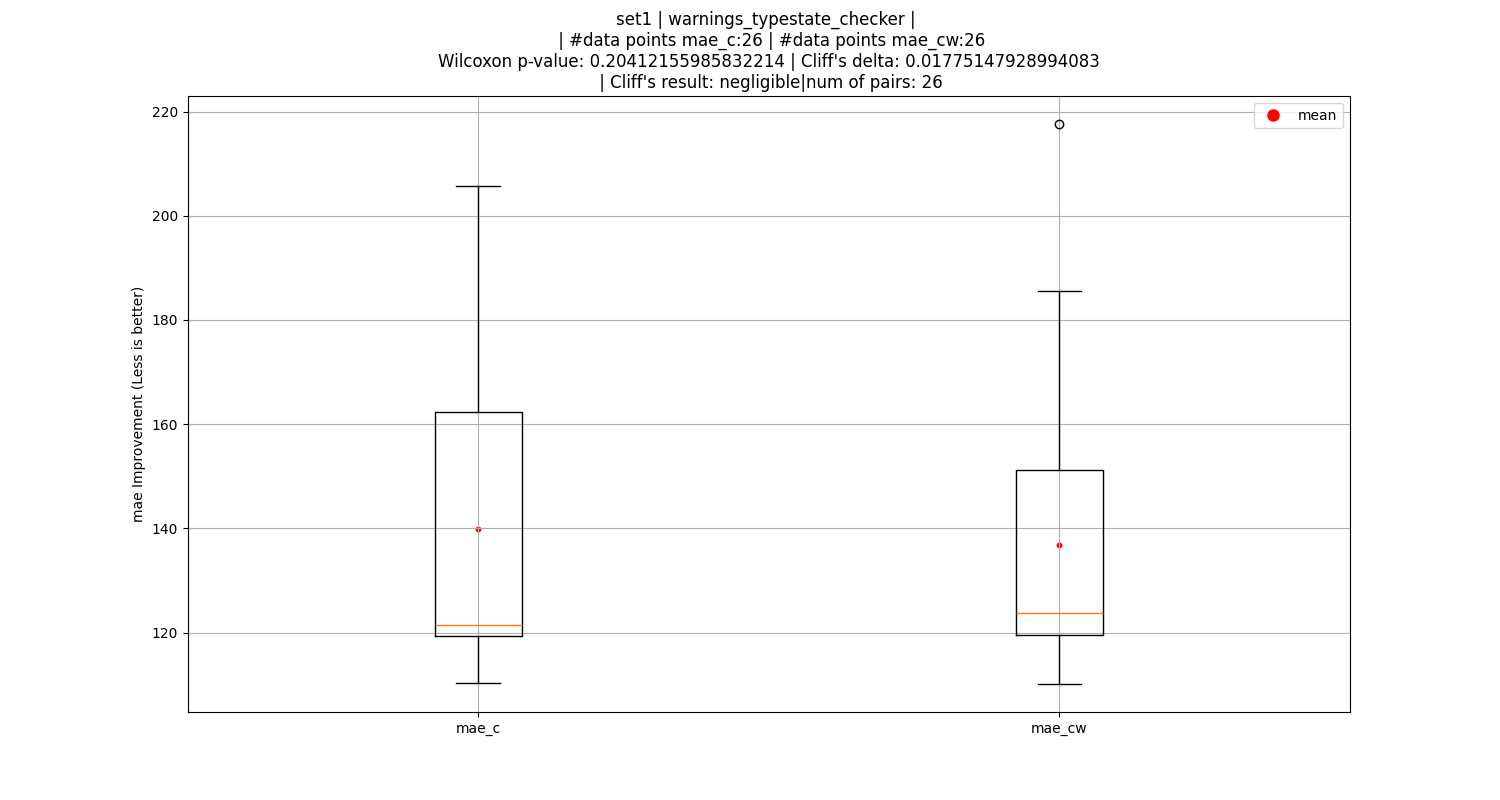 set1 | warnings_typestate_checker |
| #data points mae_c:26 | #data points mae_cw:26
Wilcoxon p-value: 0.20412155985832214 | Cliff's delta: 0.01775147928994083
| Cliff's result: negligible|num of pairs: 26
mean
mae Improvement (Less is better)
220
200
180
160
140
120
mae_c
mae_cw